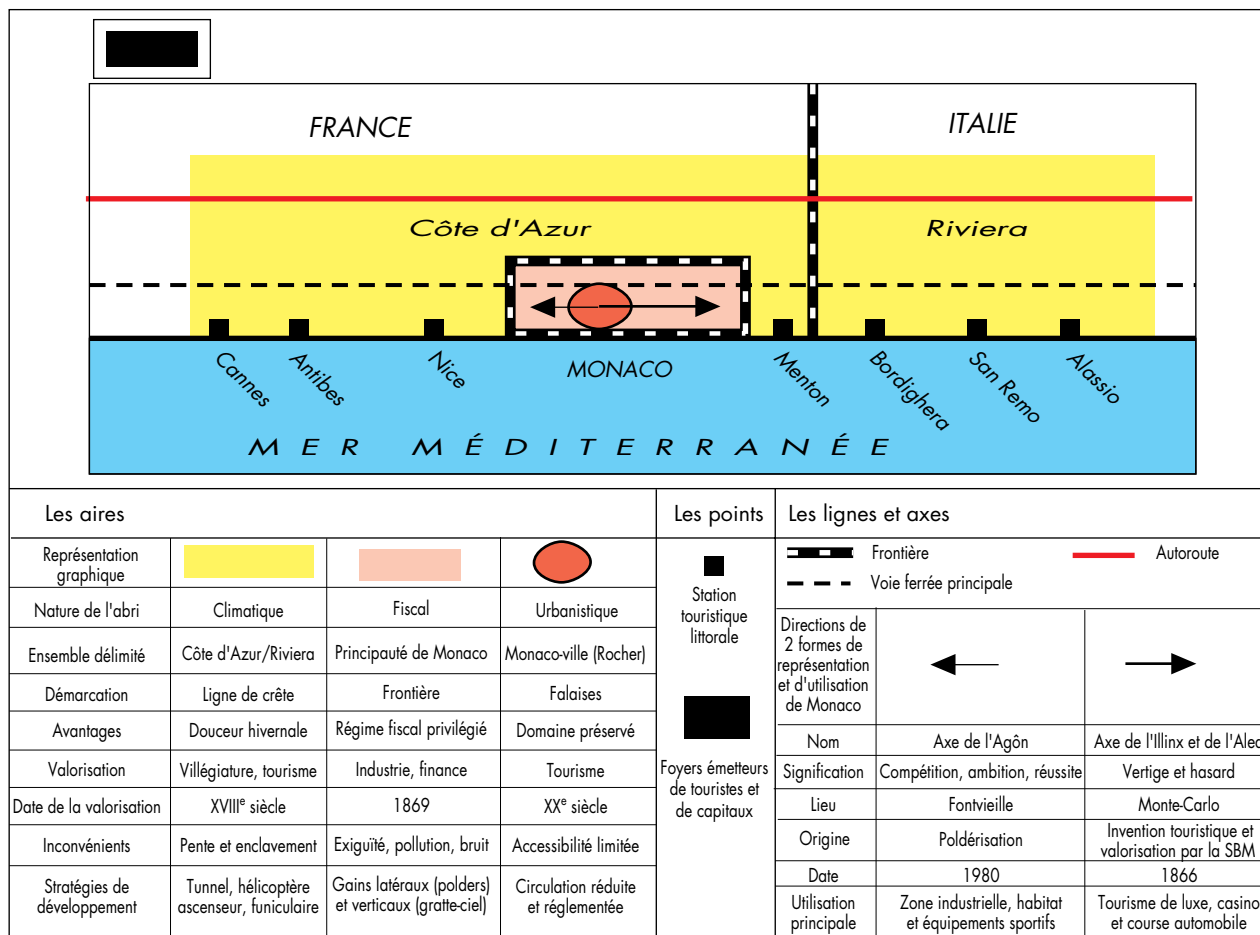 FRANCE
ITALIE
Côte d'Azur
Riviera
Cannes
Antibes
Nice
MONACO
Menton
Bordighera
San Remo
Alassio
MER MÉDITERRANÉE
Les aires
Représentation
graphique
Nature de l'abri Climatique Fiscal Urbanistique
Ensemble délimité Côte d'Azur/Riviera Principauté de Monaco Monaco-ville (Rocher)
Démarcation Ligne de crête Frontière Falaises
Avantages Douceur hivernale Régime fiscal privilégié Domaine préservé
Valorisation Villégiature, tourisme Industrie, finance Tourisme
Date de la valorisation XVIIIe siècle 1869 XXe siècle
Inconvénients Pente et enclavement Exiguïté, pollution, bruit Accessibilité limitée
Stratégies de
développement
Tunnel, hélicoptère
ascenseur, funiculaire
Gains latéraux (polders)
et verticaux (gratte-ciel)
Circulation réduite
et réglementée
Les points
Station
touristique
littorale
Foyers émetteurs
de touristes et
de capitaux
Les lignes et axes
Frontière
Autoroute
Voie ferrée principale
Directions de
2 formes de
représentation
et d'utilisation
de Monaco
Nom Axe de l'Agôn Axe de l'Illinx et de l'Alea
Signification Compétition, ambition, réussite Vertige et hasard
Lieu Fontvieille Monte-Carlo
Origine Poldérisation
Invention touristique et
valorisation par la SBM
Date 1980 1866
Utilisation
principale
Zone industrielle, habitat
et équipements sportifs
Tourisme de luxe, casino
et course automobile